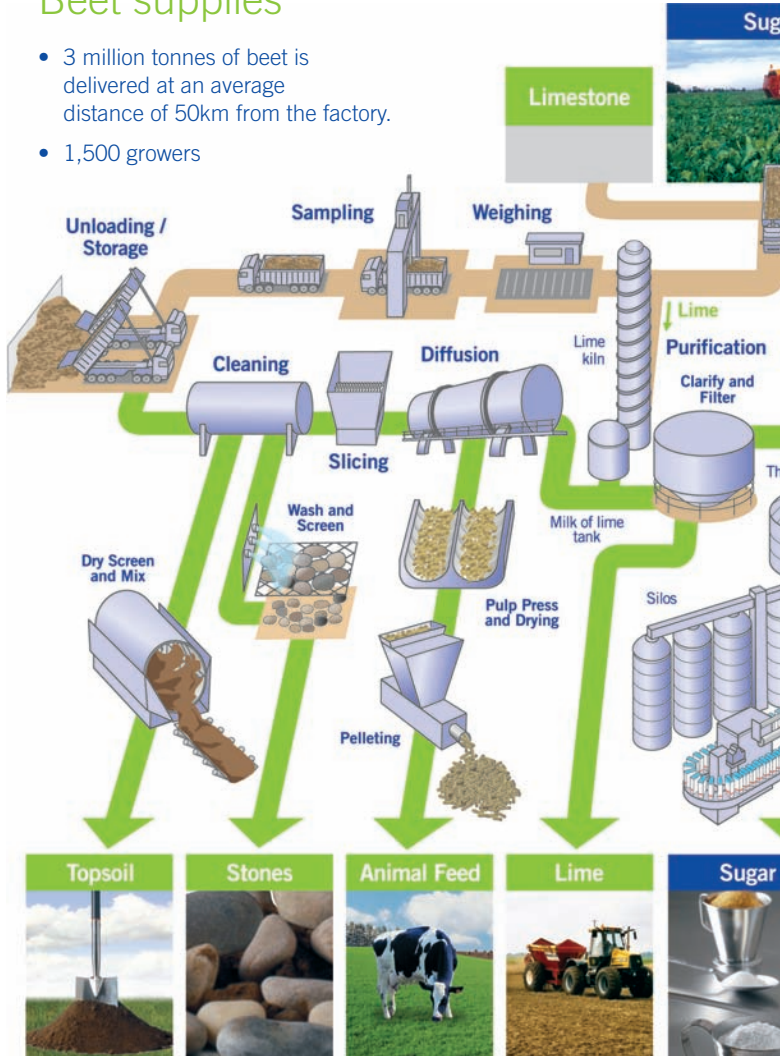 Beet supplies
• 3 million tonnes of beet is
delivered at an average
distance of 50km from the factory.
• 1,500 growers
Sug
Limestone
Sampling
Weighing
Unloading /
Storage
Lime
Lime
kiln
Purification
Cleaning
Diffusion
Clarify and
Filter
Slicing
Th
Wash and
Screen
Milk of lime
tank
Dry Screen
and Mix
Pulp Press
and Drying
Silos
Pelleting
Topsoil
Stones
Animal Feed
Lime
Sugar